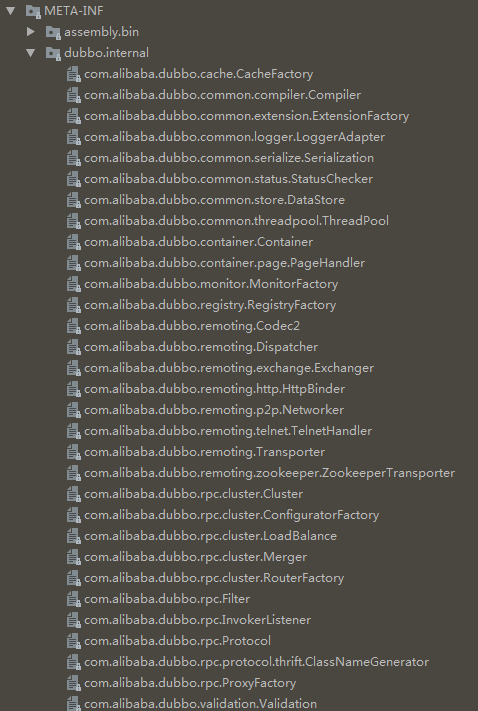 META-INF
assembly.bin
dubbo.internal
com.alibaba.dubbo.cache.CacheFactory
com.alibaba.dubbo.common.compiler.Compiler
com.alibaba.dubbo.common.extension.ExtensionFactory
com.alibaba.dubbo.common.logger.LoggerAdapter
com.alibaba.dubbo.common.serialize.Serialization
com.alibaba.dubbo.common.status.StatusChecker
com.alibaba.dubbo.common.store.DataStore
com.alibaba.dubbo.common.threadpool.ThreadPool
com.alibaba.dubbo.container.Container
com.alibaba.dubbo.container.page.PageHandler
com.alibaba.dubbo.monitor.MonitorFactory
com.alibaba.dubbo.registry.RegistryFactory
com.alibaba.dubbo.remoting.Codec2
com.alibaba.dubbo.remoting.Dispatcher
com.alibaba.dubbo.remoting.exchange.Exchanger
com.alibaba.dubbo.remoting.http.HttpBinder
com.alibaba.dubbo.remoting.p2p.Networker
com.alibaba.dubbo.remoting.telnet.TelnetHandler
com.alibaba.dubbo.remoting.Transporter
com.alibaba.dubbo.remoting.zookeeper.ZookeeperTransporter
com.alibaba.dubbo.rpc.cluster.Cluster
com.alibaba.dubbo.rpc.cluster.ConfiguratorFactory
com.alibaba.dubbo.rpc.cluster.LoadBalance
com.alibaba.dubbo.rpc.cluster.Merger
com.alibaba.dubbo.rpc.cluster.RouterFactory
com.alibaba.dubbo.rpc.Filter
com.alibaba.dubbo.rpc.InvokerListener
com.alibaba.dubbo.rpc.Protocol
com.alibaba.dubbo.rpc.protocol.thrift.ClassNameGenerator
com.alibaba.dubbo.rpc.ProxyFactory
com.alibaba.dubbo.validation.Validation